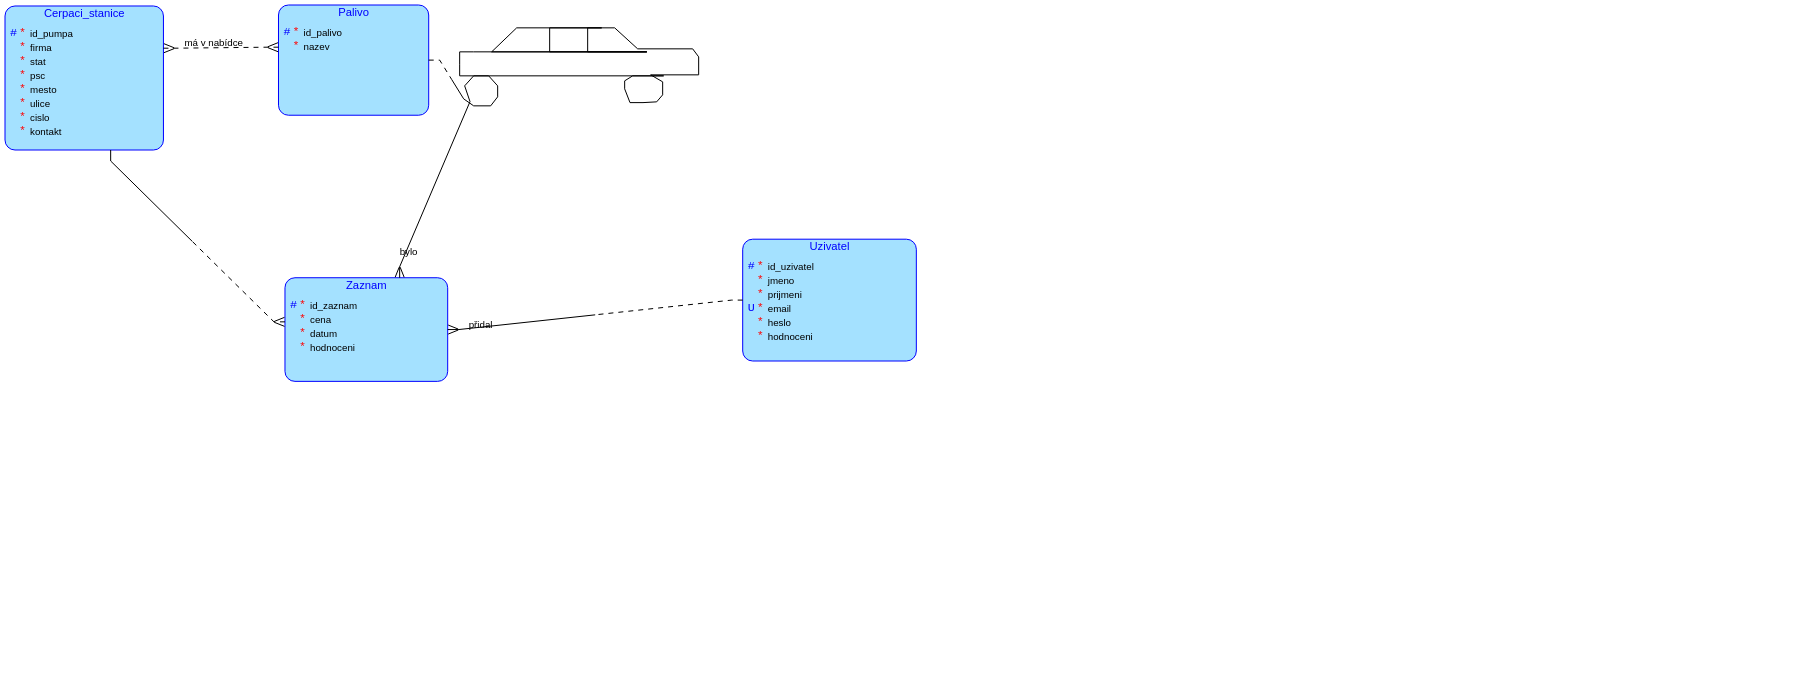 Cerpaci_stanice
# * id_pumpa
* firma
* stat
* psc
* mesto
* ulice
* cislo
* kontakt
má v nabídce
Palivo
# * id_palivo
* nazev
bylo
Zaznam
# * id_zaznam
* cena
* datum
* hodnoceni
přidal
Uzivatel
# * id_uzivatel
* jmeno
* prijmeni
U * email
* heslo
* hodnoceni